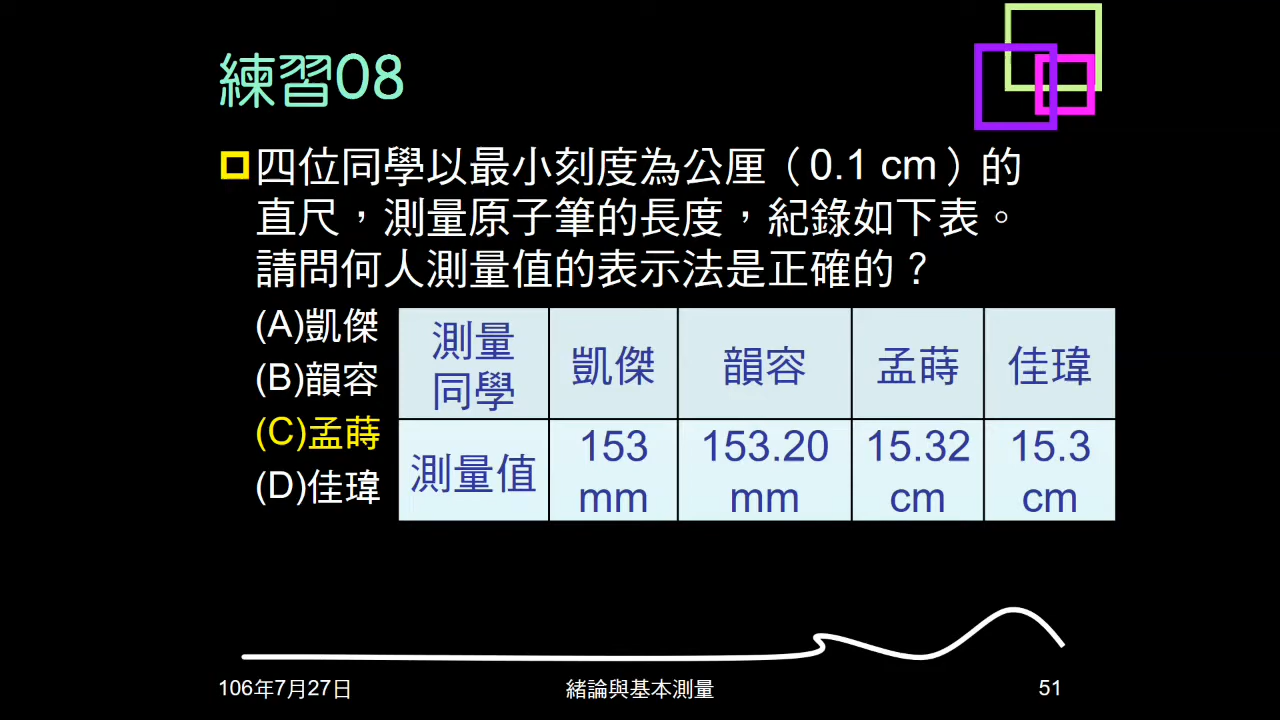 練習08
四位同學以最小刻度為公厘（0.1 cm）的
直尺，測量原子筆的長度，紀錄如下表。
請問何人測量值的表示法是正確的？
(A)凱傑
(B)韻容
(C)孟蒔
(D)佳瑋
測量
同學
凱傑
韻容
孟蒔
佳瑋
測量值
153
mm
153.20
mm
15.32
cm
15.3
cm
106年7月27日
緒論與基本測量
51